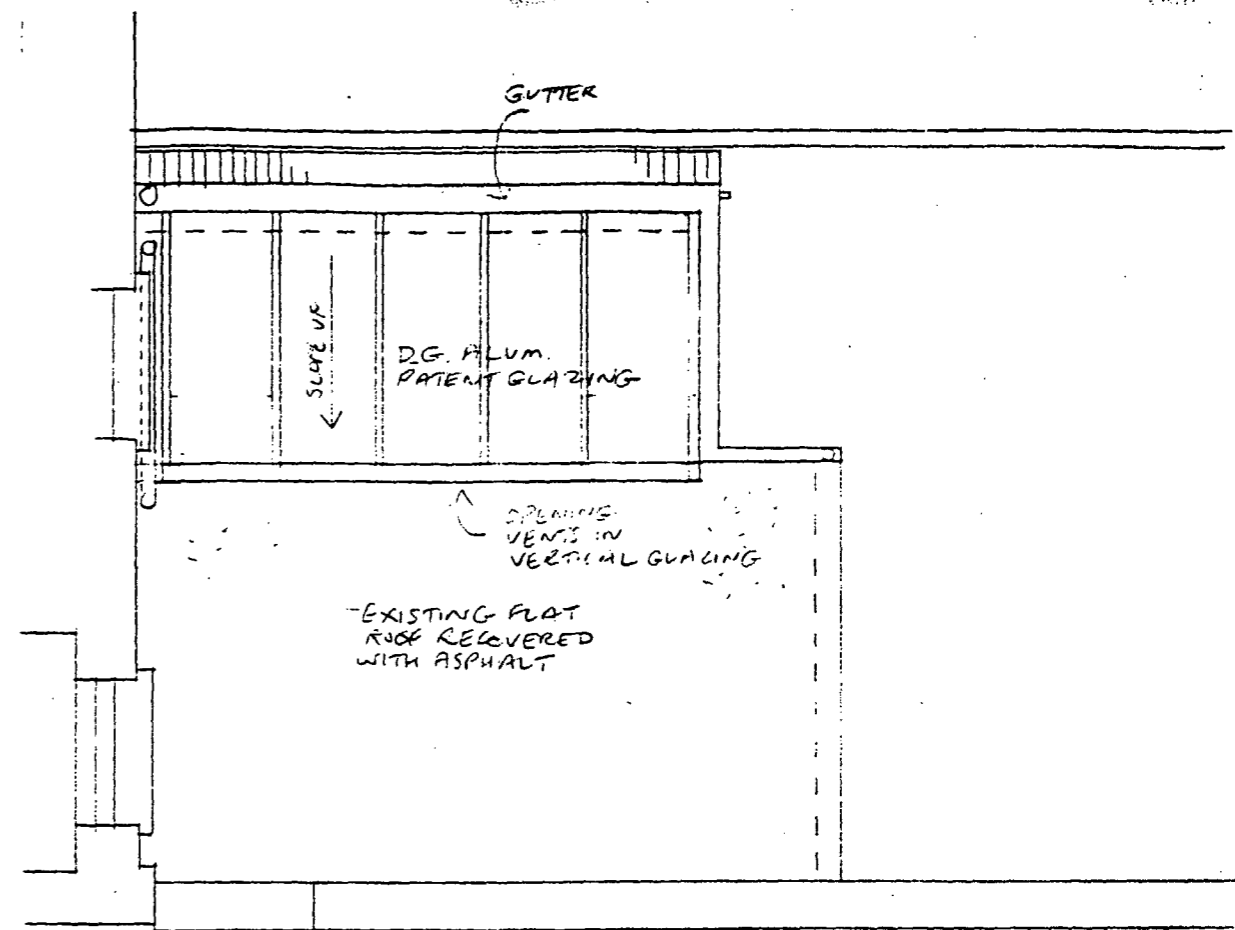 GUTTER
SLOPE UP
D.G. ALUM.
PATENT GLAZING
OPENING
VENTS IN
VERTICAL GLAZING
EXISTING FLAT
ROOF RECOVERED
WITH ASPHALT